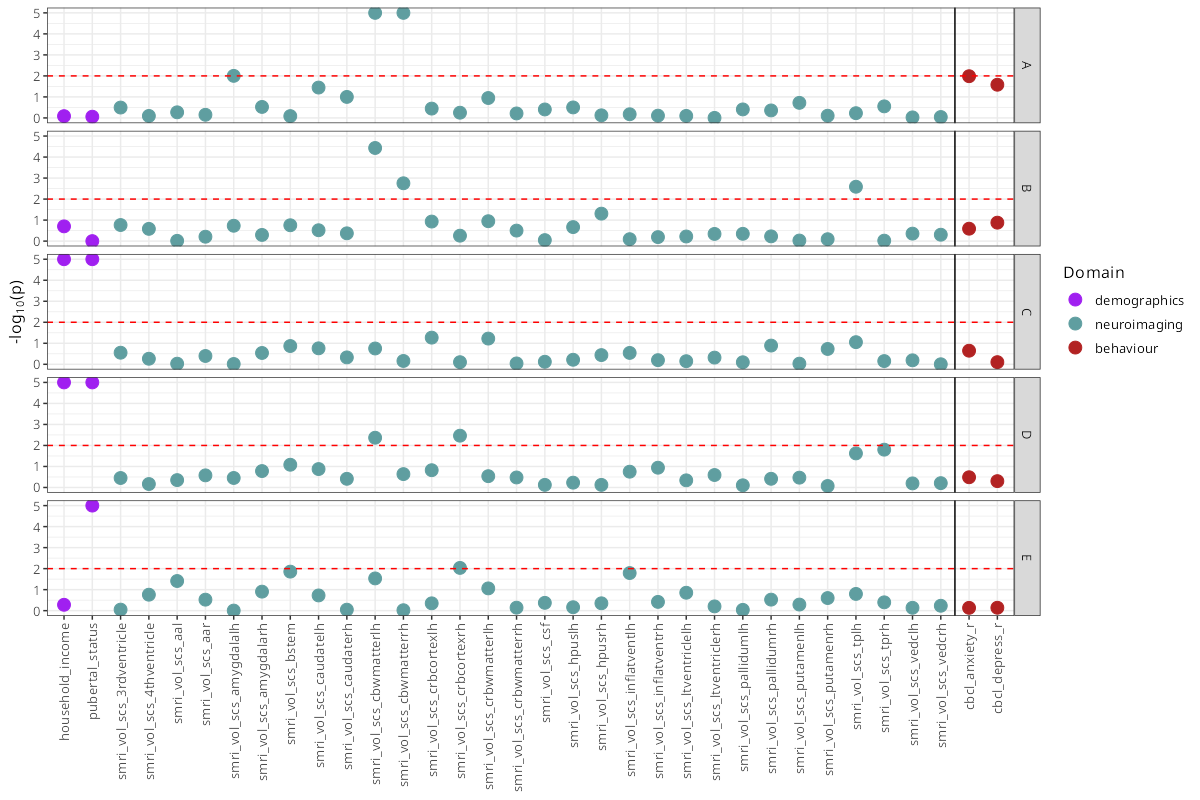 5
4
3
2
1
0
A
5
4
3
2
1
0
B
5
4
3
2
1
0
C
5
4
3
2
1
0
D
5
4
3
2
1
0
E
-log10(p)
household_income
pubertal_status
smri_vol_scs_3rdventricle
smri_vol_scs_4thventricle
smri_vol_scs_aal
smri_vol_scs_aar
smri_vol_scs_amygdalalh
smri_vol_scs_amygdalarh
smri_vol_scs_bstem
smri_vol_scs_caudatelh
smri_vol_scs_caudaterh
smri_vol_scs_cbwmatterlh
smri_vol_scs_cbwmatterrh
smri_vol_scs_crbcortexlh
smri_vol_scs_crbcortexrh
smri_vol_scs_crbwmatterlh
smri_vol_scs_crbwmatterrh
smri_vol_scs_csf
smri_vol_scs_hpuslh
smri_vol_scs_hpusrh
smri_vol_scs_inflatventlh
smri_vol_scs_inflatventrh
smri_vol_scs_ltventriclelh
smri_vol_scs_ltventriclerh
smri_vol_scs_pallidumlh
smri_vol_scs_pallidumrh
smri_vol_scs_putamenlh
smri_vol_scs_putamenrh
smri_vol_scs_tplh
smri_vol_scs_tprh
smri_vol_scs_vedclh
smri_vol_scs_vedcrh
cbcl_anxiety_r
cbcl_depress_r
Domain
demographics
neuroimaging
behaviour